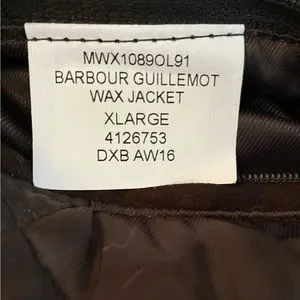 MWX1089OL91
BARBOUR GUILLEMOT
WAX JACKET
XLARGE
4126753
DXB AW16